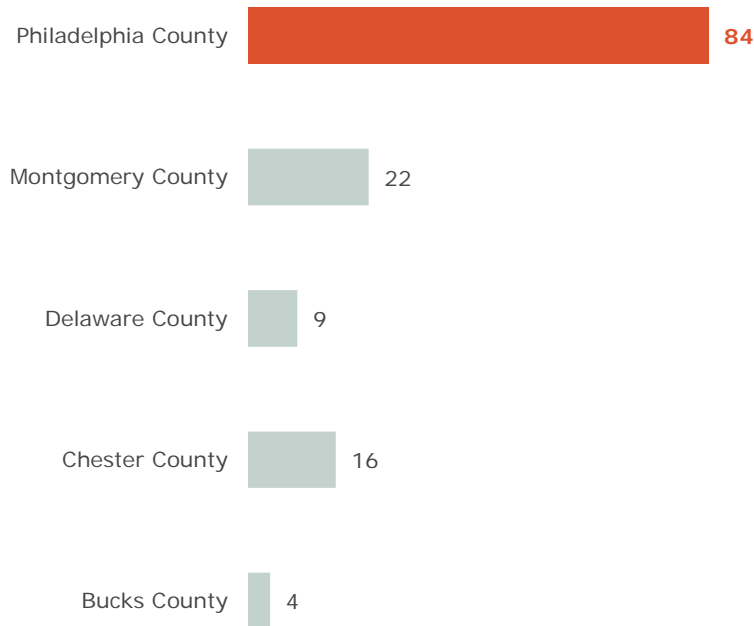 Philadelphia County 84
Montgomery County 22
Delaware County 9
Chester County 16
Bucks County 4